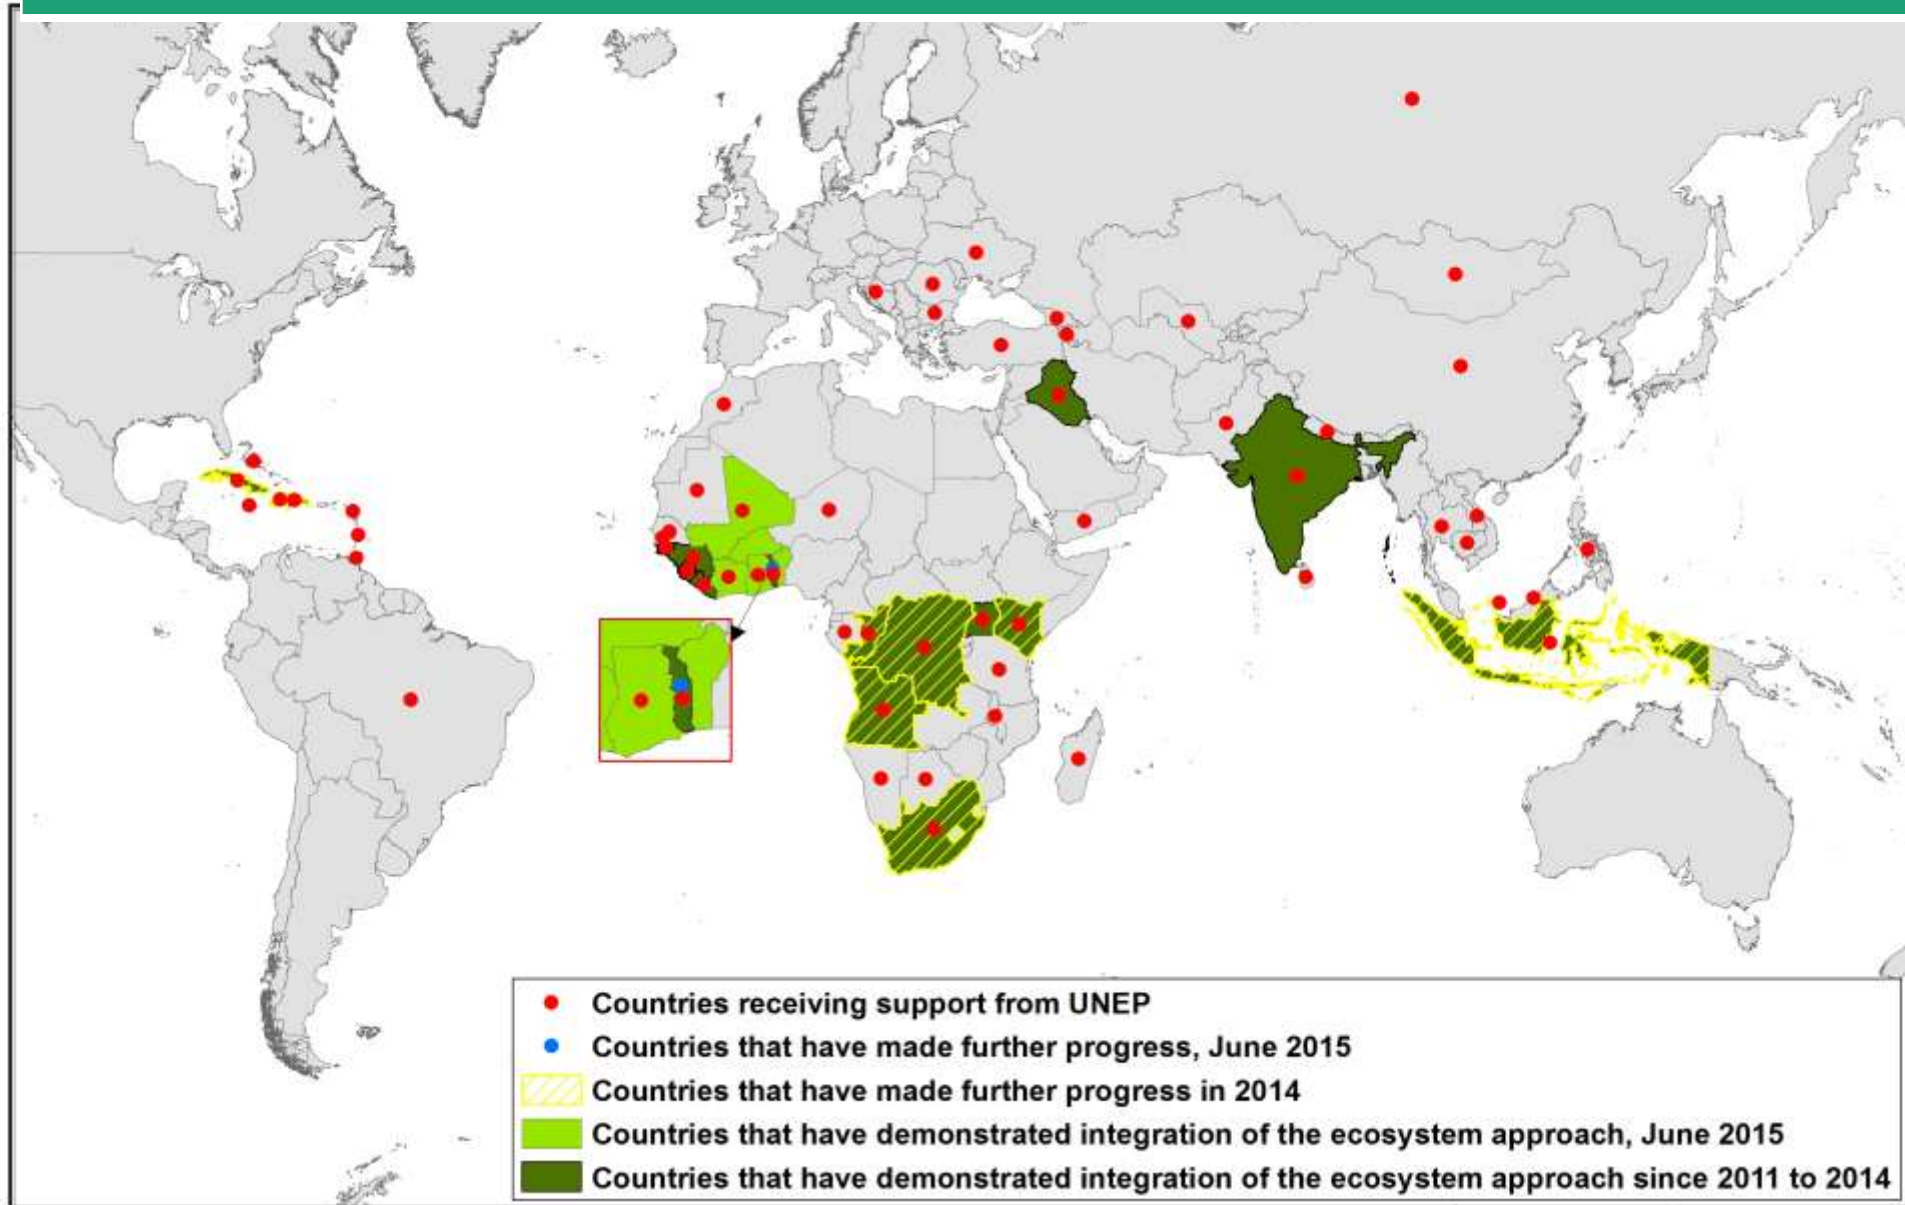 Countries receiving support from UNEP
Countries that have made further progress, June 2015
Countries that have made further progress in 2014
Countries that have demonstrated integration of the ecosystem approach, June 2015
Countries that have demonstrated integration of the ecosystem approach since 2011 to 2014